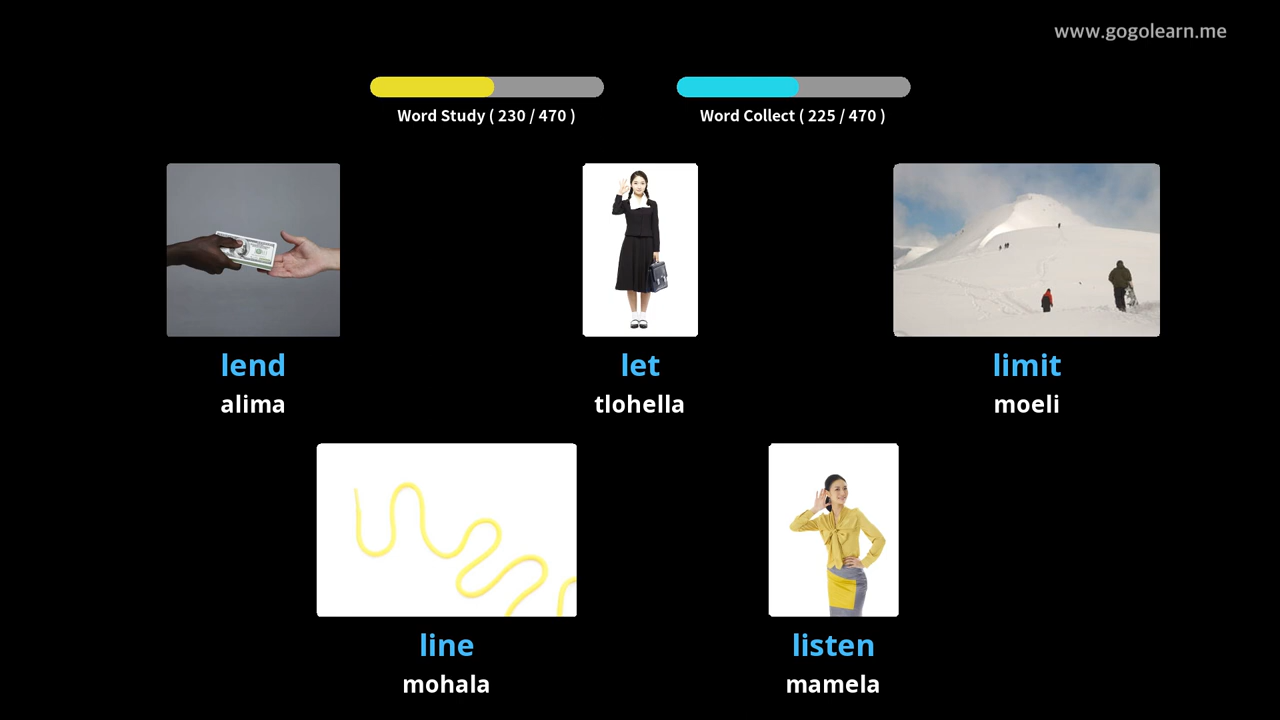 www.gogolearn.me
Word Study ( 230 / 470 )
Word Collect ( 225 / 470 )
lend
alima
let
tlohella
limit
moeli
line
mohala
listen
mamela